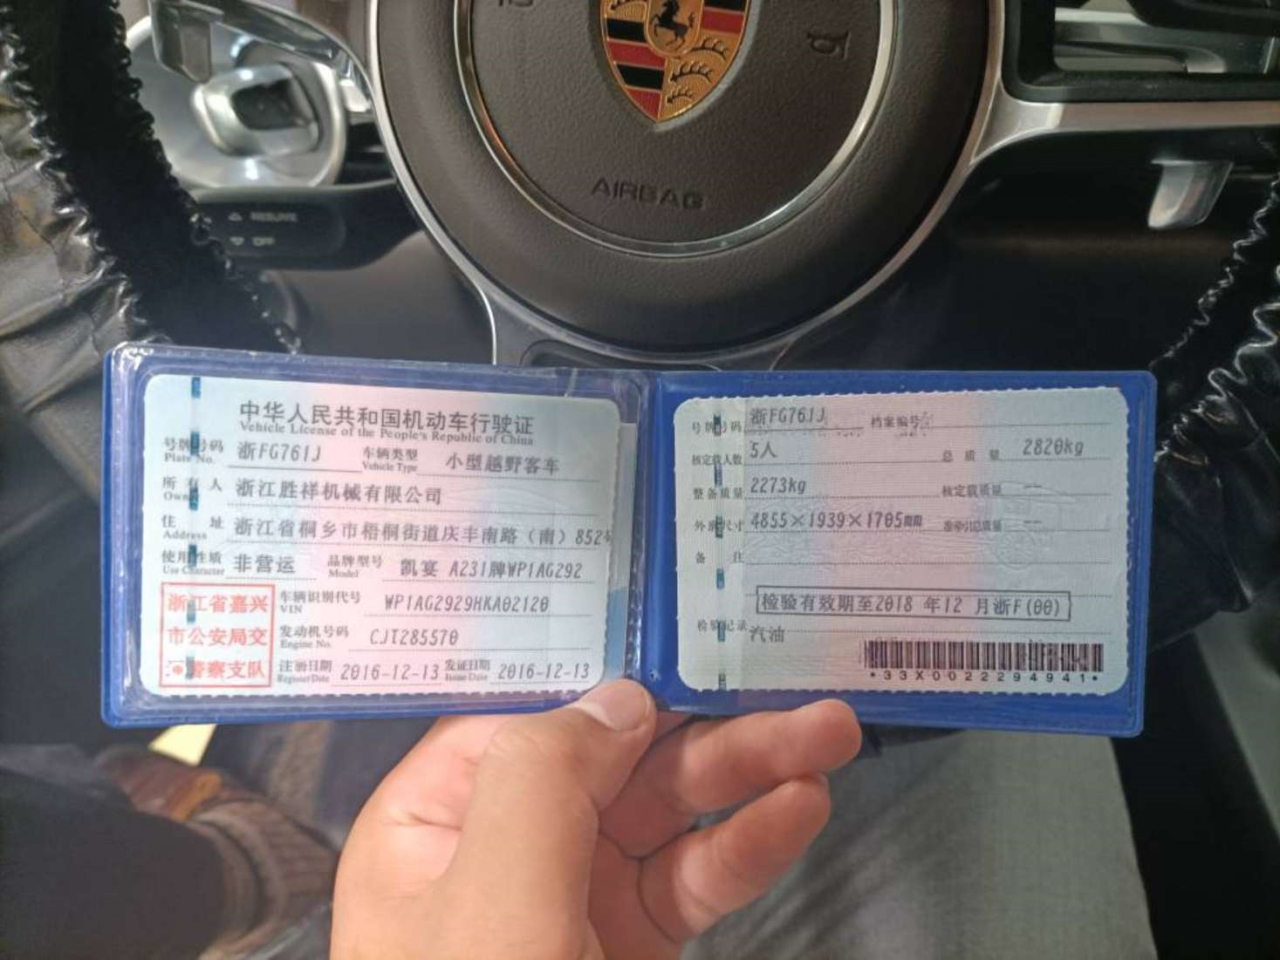 AIRBAG
RESUME
OFF
中华人民共和国机动车行驶证
Vehicle License of the People's Republic of China
号牌号码 浙FG761J 车辆类型 小型越野客车
Plate No. Vehicle Type
所有人 浙江胜祥机械有限公司
Owner
住址 浙江省桐乡市梧桐街道庆丰南路（南）852
Address
使用性质 非营运 品牌型号 凯宴 A231牌WP1AG292
Use Character Model
浙江省嘉兴
市公安局交
警察支队
车辆识别代号 WP1AG2929HKA02120
VIN
发动机号码 CJT285570
Engine No.
注册日期 2016-12-13 发证日期 2016-12-13
Register Date Issue Date
号牌号码 浙FG761J 档案编号
核定载人数 5人 总质量 2820kg
整备质量 2273kg 核定载质量 --
外廓尺寸 4855×1939×1705mm 准牵引总质量 --
备注
检验有效期至2018 年12 月浙F(00)
检验记录 汽油
*33X0022294941*